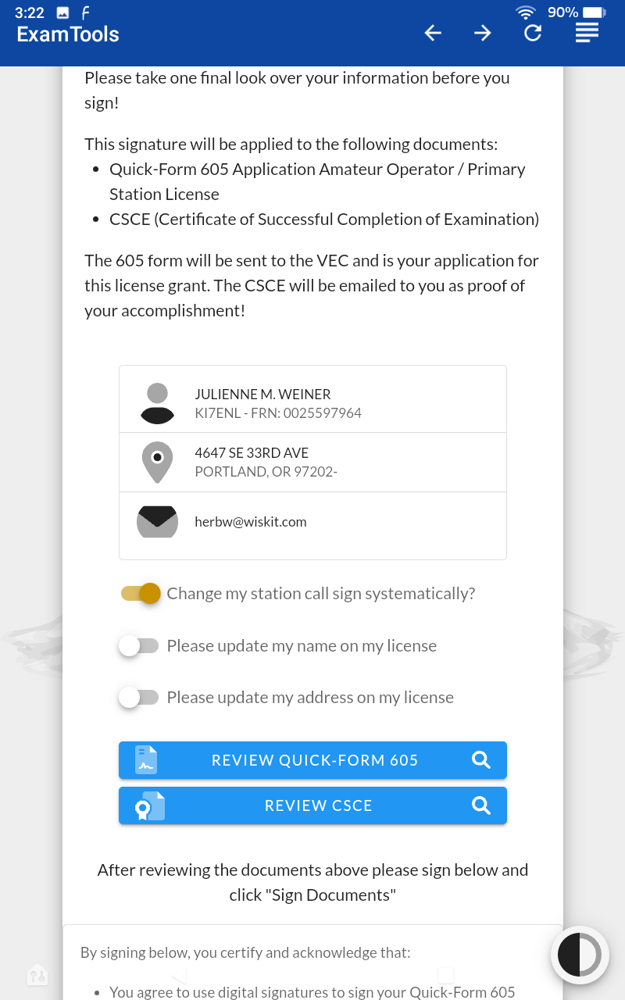 3:22
90%
ExamTools
Please take one final look over your information before you
sign!
This signature will be applied to the following documents:
• Quick-Form 605 Application Amateur Operator / Primary
Station License
• CSCE (Certificate of Successful Completion of Examination)
The 605 form will be sent to the VEC and is your application for
this license grant. The CSCE will be emailed to you as proof of
your accomplishment!
JULIENNE M. WEINER
KI7ENL - FRN: 0025597964
4647 SE 33RD AVE
PORTLAND, OR 97202-
herbw@wiskit.com
Change my station call sign systematically?
Please update my name on my license
Please update my address on my license
REVIEW QUICK-FORM 605
REVIEW CSCE
After reviewing the documents above please sign below and
click "Sign Documents"
By signing below, you certify and acknowledge that:
• You agree to use digital signatures to sign your Quick-Form 605